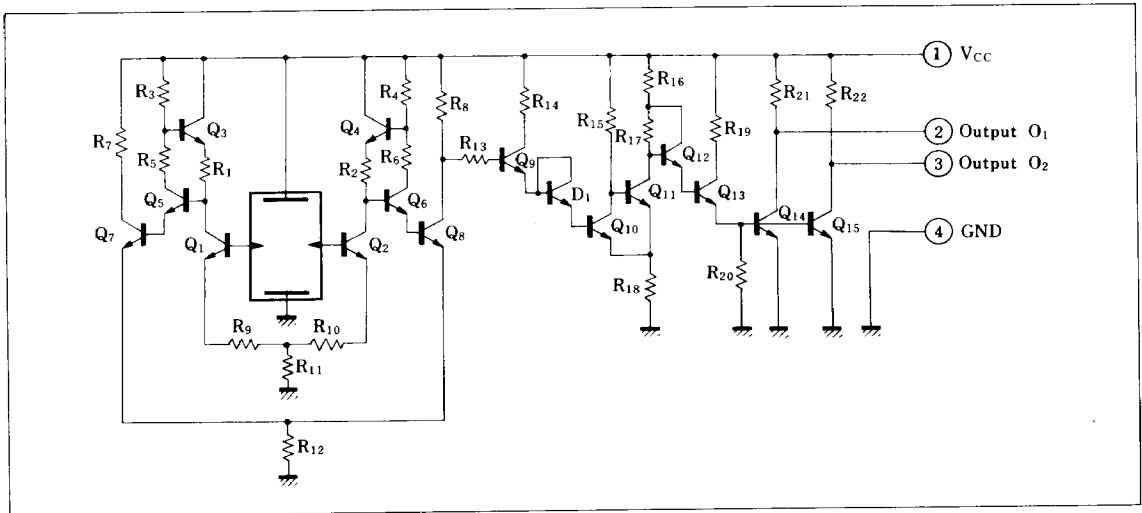 ① VCC
R3
R4
R8
R16
R14
R21
R22
Q3
Q4
R7
R15
R17
R19
② Output O1
R5
R1
R2
R6
R13
Q9
Q12
③ Output O2
Q5
Q6
D1
Q11
Q13
Q7
Q1
Q2
Q8
Q10
Q14
Q15
④ GND
R20
R18
R9
R10
R11
R12